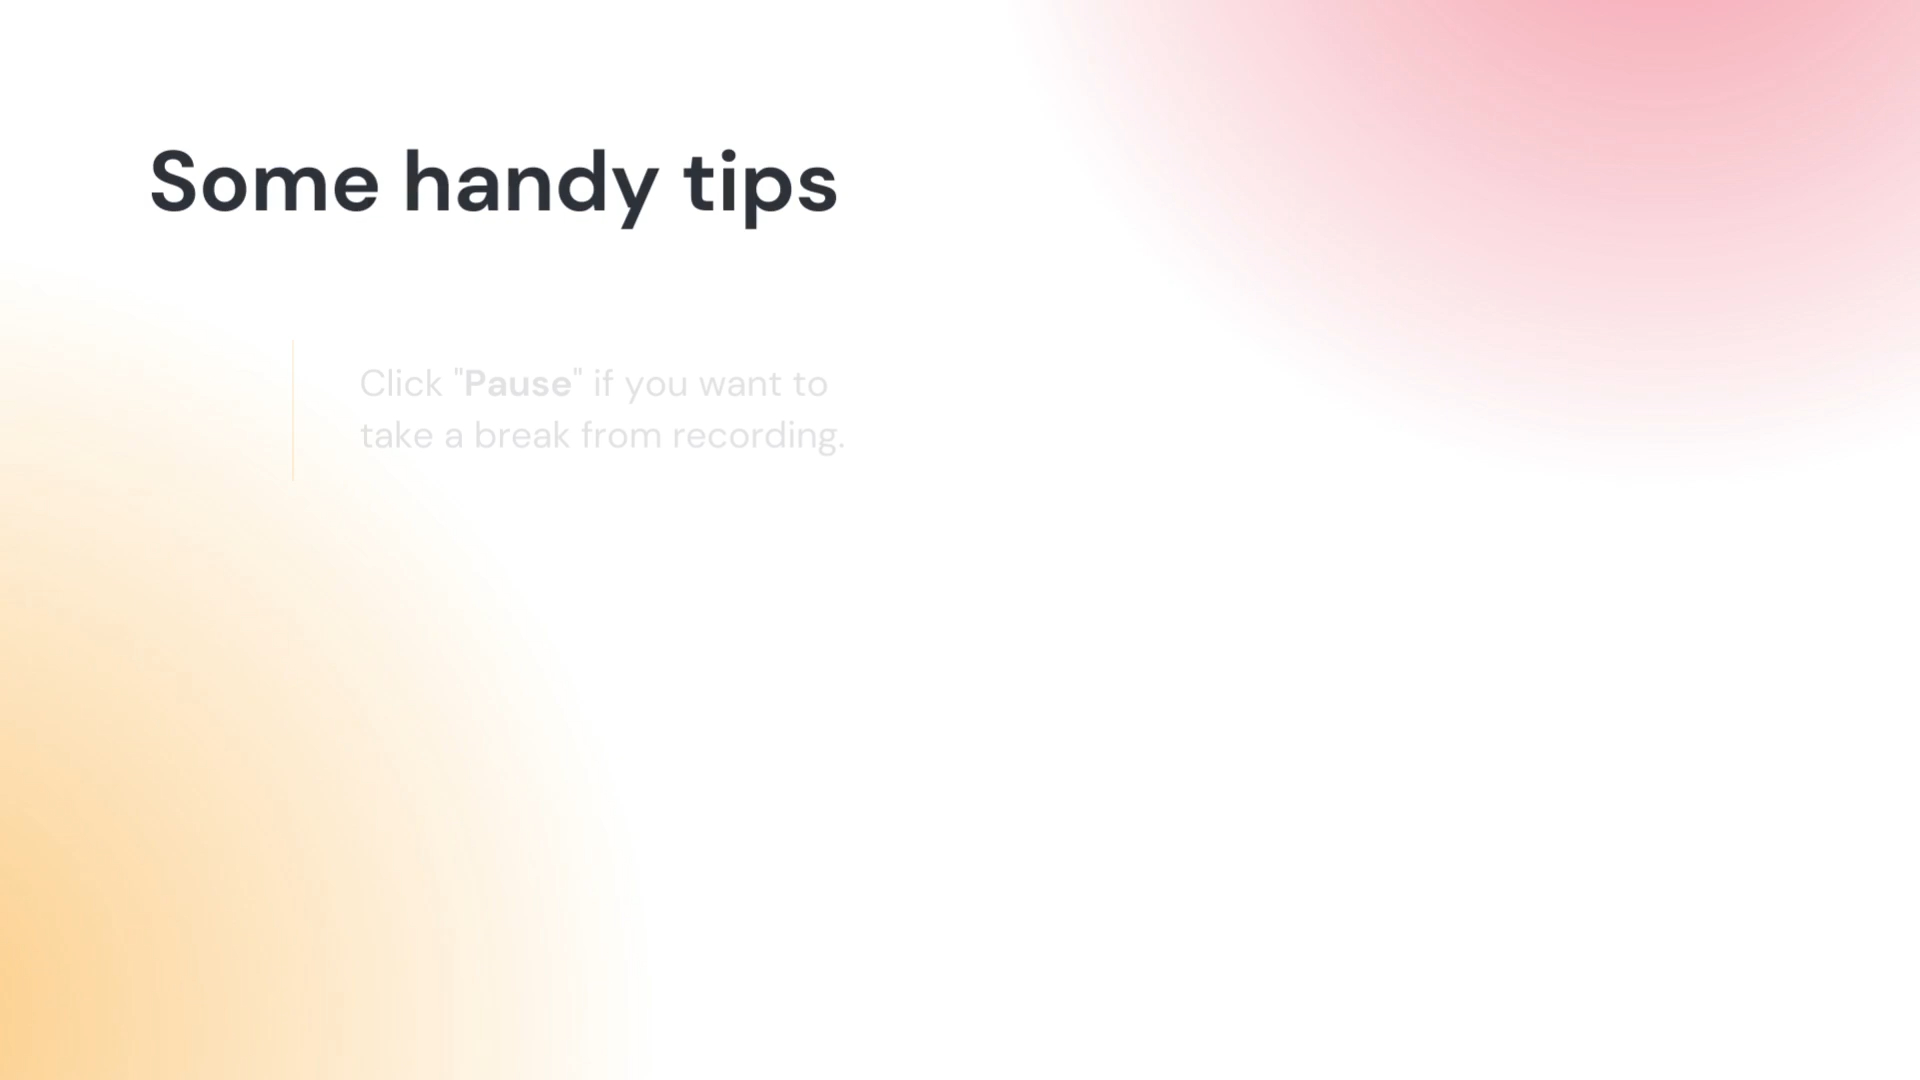 Some handy tips
Click "Pause" if you want to
take a break from recording.